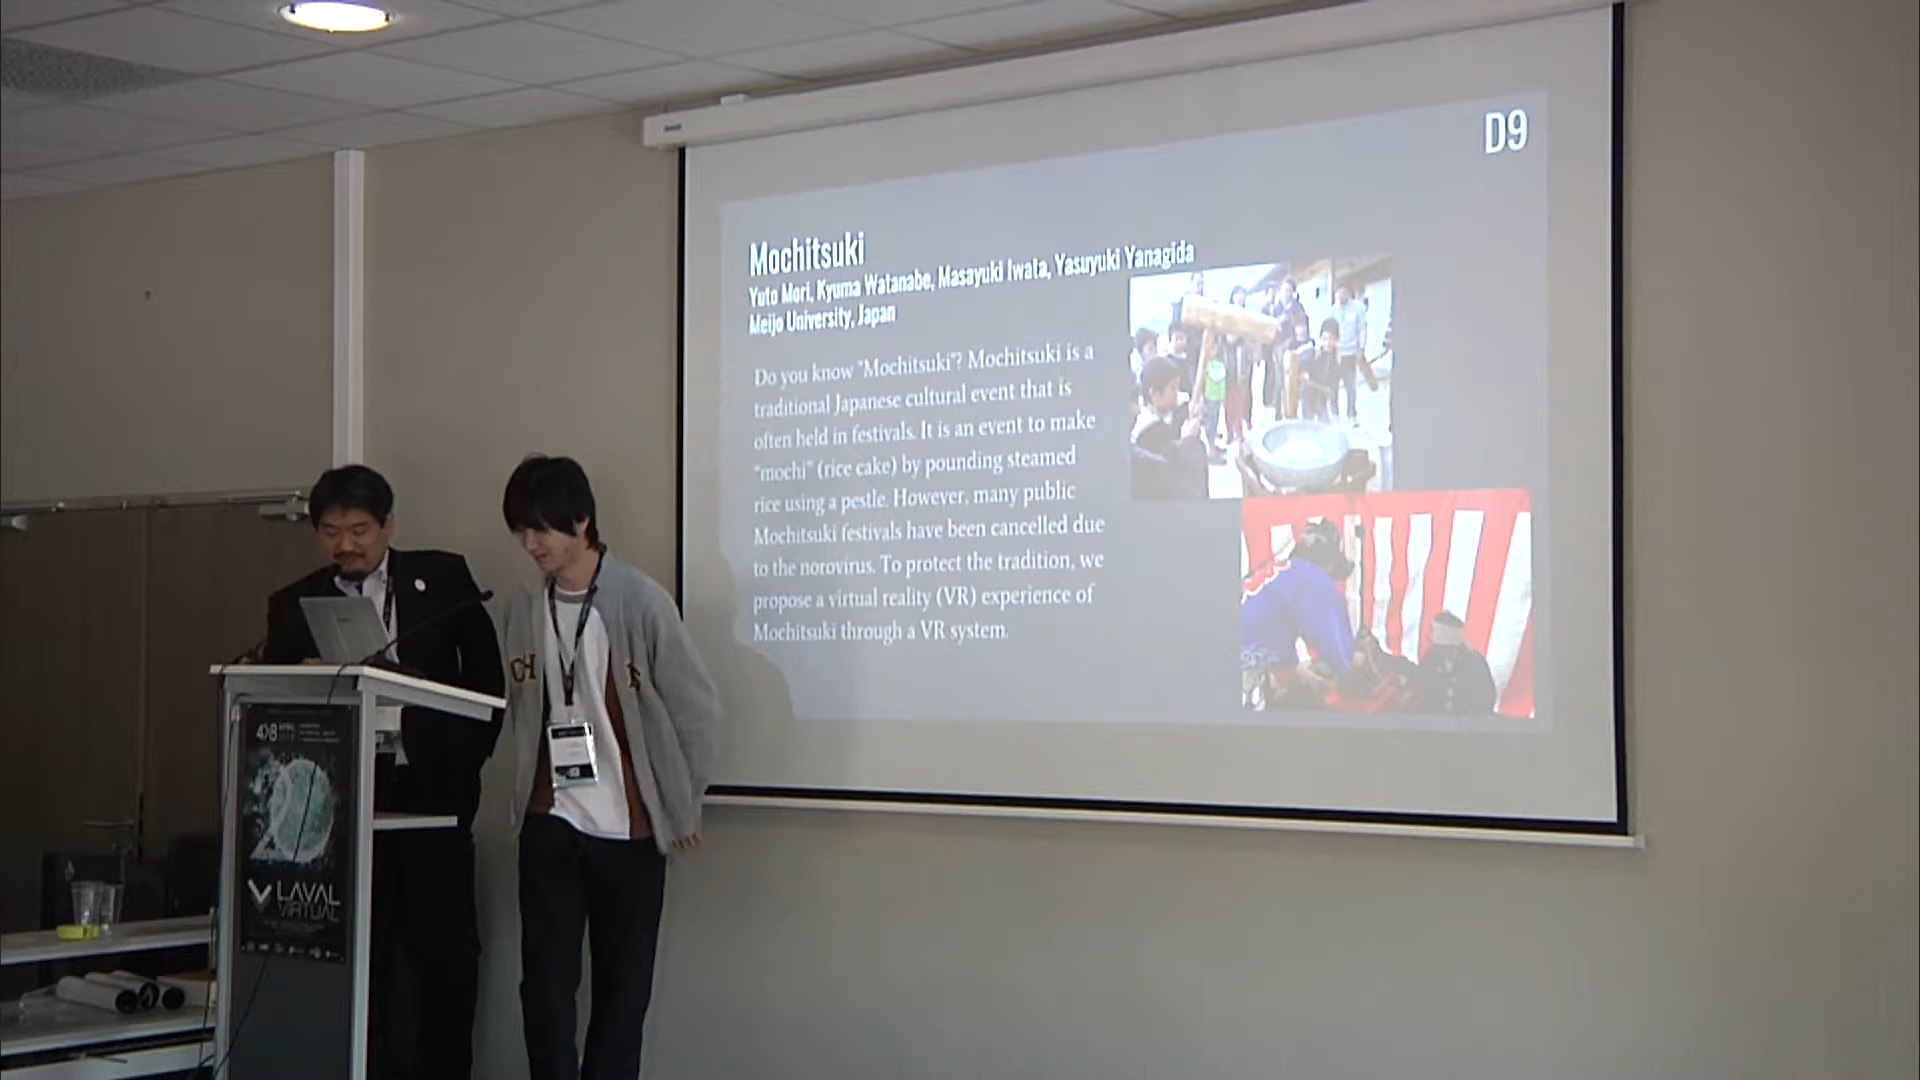 D9
Mochitsuki
Yuto Mori, Kyuma Watanabe, Masayuki Iwata, Yasuyuki Yanagida
Meijo University, Japan
Do you know "Mochitsuki"? Mochitsuki is a
traditional Japanese cultural event that is
often held in festivals. It is an event to make
"mochi" (rice cake) by pounding steamed
rice using a pestle. However, many public
Mochitsuki festivals have been cancelled due
to the norovirus. To protect the tradition, we
propose a virtual reality (VR) experience of
Mochitsuki through a VR system.
CH
20
LAVAL
VIRTUAL